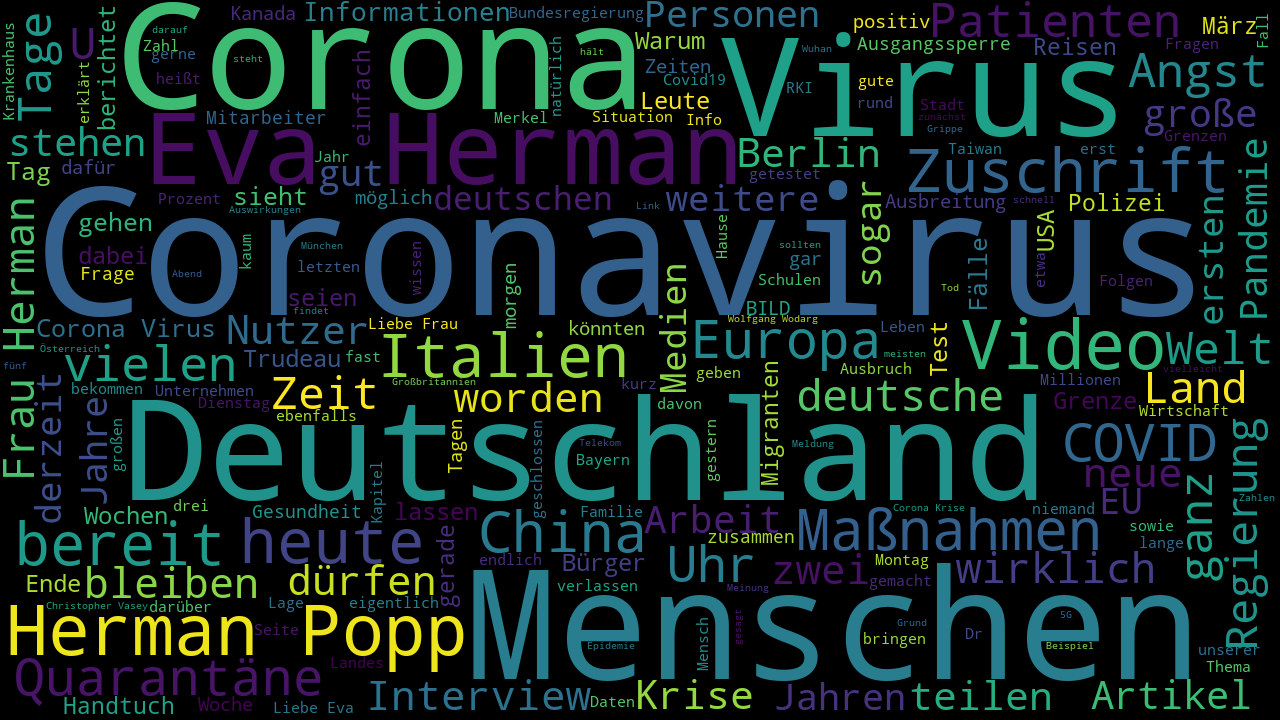 Corona
Virus
Coronavirus
Deutschland
Menschen
Eva Herman
Herman Popp
Tage
U
Kanada
Informationen
Bundesregierung
Personen
positiv
Patienten
März
Fall
Krankenhaus
darauf
Zahl
gerne
steht
heißt
erklärt
berichtet
einfach
hält
natürlich
Warum
Zeiten
Covid19
Leute
Wuhan
RKI
Ausgangssperre
gute
rund
Reisen
Fragen
Angst
große
Grenzen
Stadt
zunächst
Grippe
Mitarbeiter
Merkel
Situation
Info
stehen
Tag
dafür
Jahr
gut
Berlin
getestet
Taiwan
erst
Zuschrift
Prozent
sieht
möglich
deutschen
Link
weitere
sogar
Ausbreitung
schnell
Polizei
ersten
Pandemie
Auswirkungen
gehen
dabei
Frage
Abend
kaum
München
letzten
seien
findet
wissen
morgen
Hause
sollten
gar
Schulen
BILD
Tod
Fälle
etwa
USA
Folgen
Frau Herman
Corona Virus
Nutzer
Liebe Frau
könnten
Medien
Wolfgang Wodarg
Europa
Leben
meisten
Test
Video
Welt
Österreich
fünf
vielen
Trudeau
fast
Italien
Großbritannien
geben
Ausbruch
Millionen
vielleicht
bekommen
Unternehmen
Dienstag
Zeit
ebenfalls
worden
kurz
davon
Migranten
deutsche
Grenze
Land
Wirtschaft
derzeit
Jahre
großen
Tagen
geschlossen
Telekom
Bayern
gestern
Meldung
COVID
neue
Regierung
Kapitel
Wochen
drei
Gesundheit
lassen
Familie
Arbeit
Corona Krise
niemand
EU
sowie
lange
ganz
Zahlen
bereit
heute
gerade
China
zusammen
Maßnahmen
endlich
Bürger
Uhr
Montag
zwei
gemacht
wirklich
Ende
bleiben
dürfen
verlassen
Meinung
Christopher Vasey
darüber
Lage
eigentlich
Seite
Landes
Epidemie
Mensch
gesagt
Grund
bringen
Dr
5G
Beispiel
unserer
Thema
Quarantäne
Handtuch
Woche
Liebe Eva
Interview
Daten
Krise
Jahren
teilen
Artikel